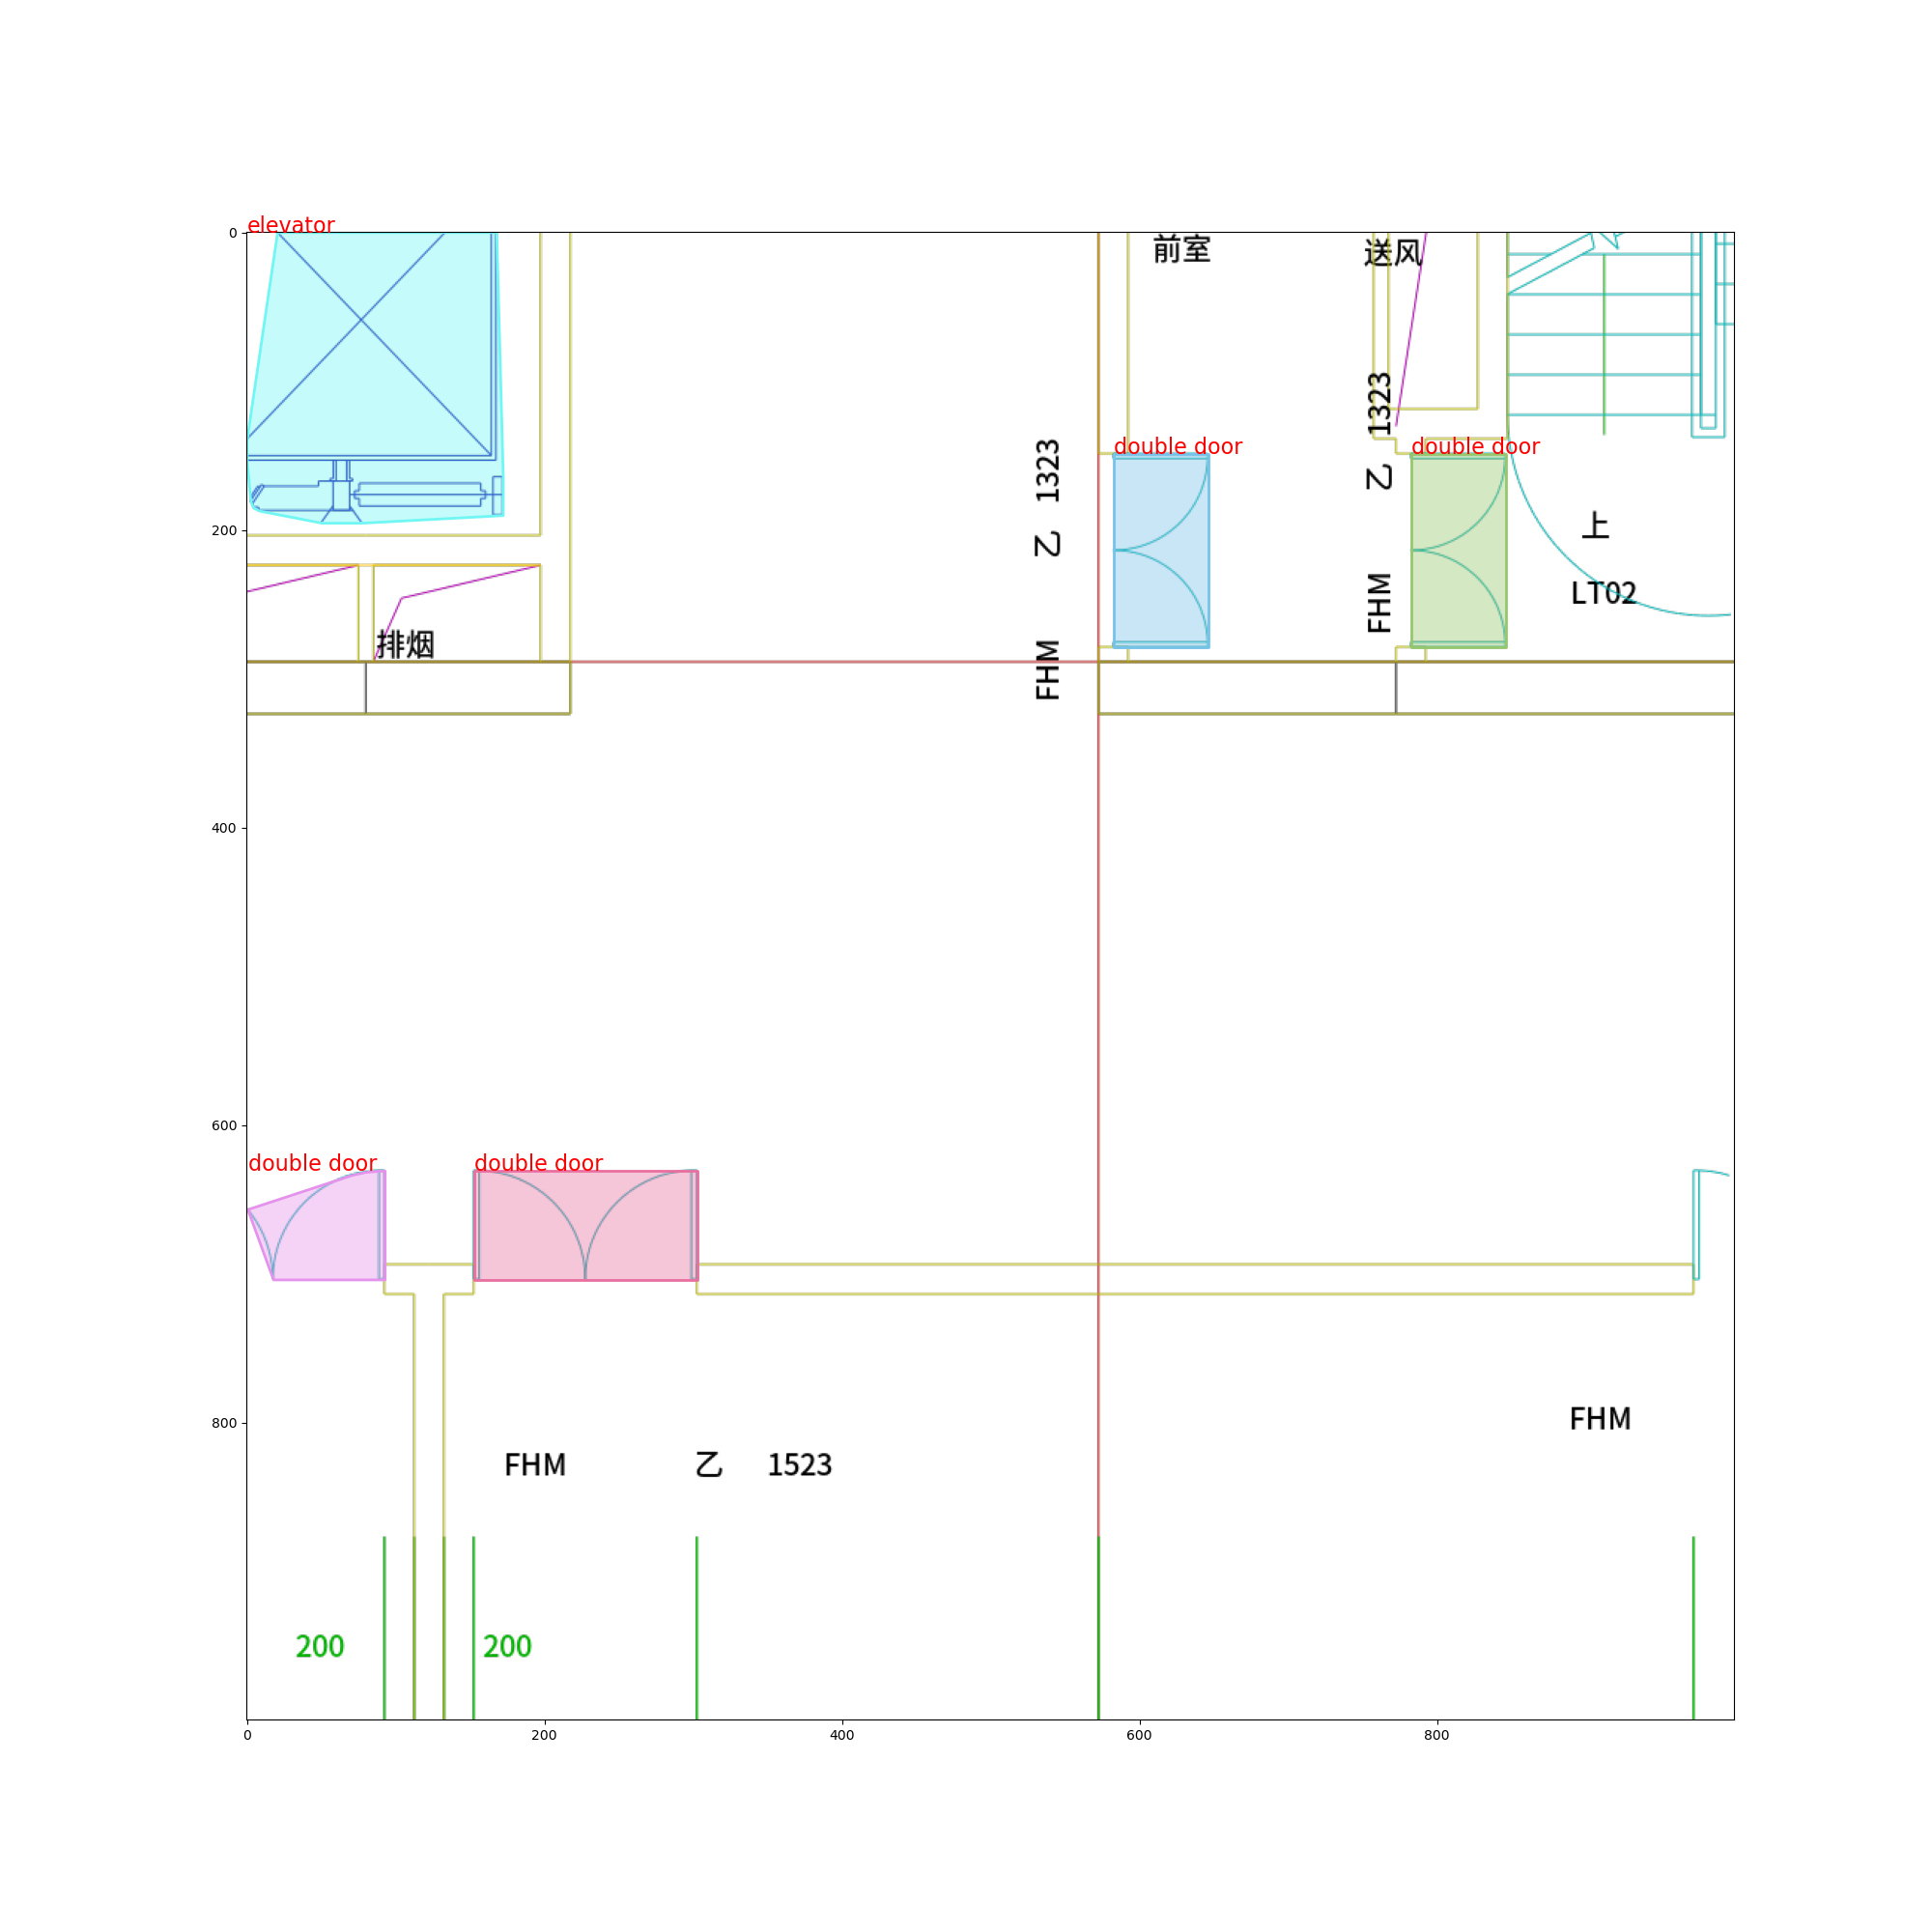 elevator
0
前室
送风
FHM 乙 1323
FHM 乙 1323
double door
double door
200
上
LT02
排烟
400
600
double door
double door
800
FHM
FHM 乙 1523
200
200
0
200
400
600
800